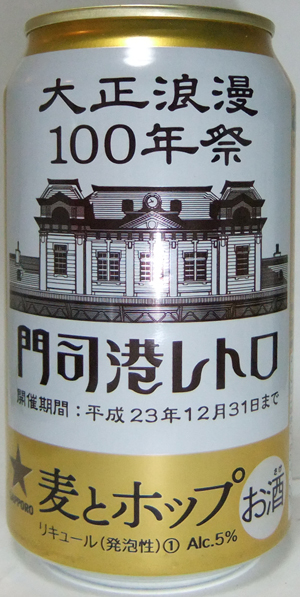 大正浪漫
100年祭
門司港レトロ
開催期間：平成23年12月31日まで
SAPPORO
麦とホップ
お酒
リキュール(発泡性)① Alc.5%